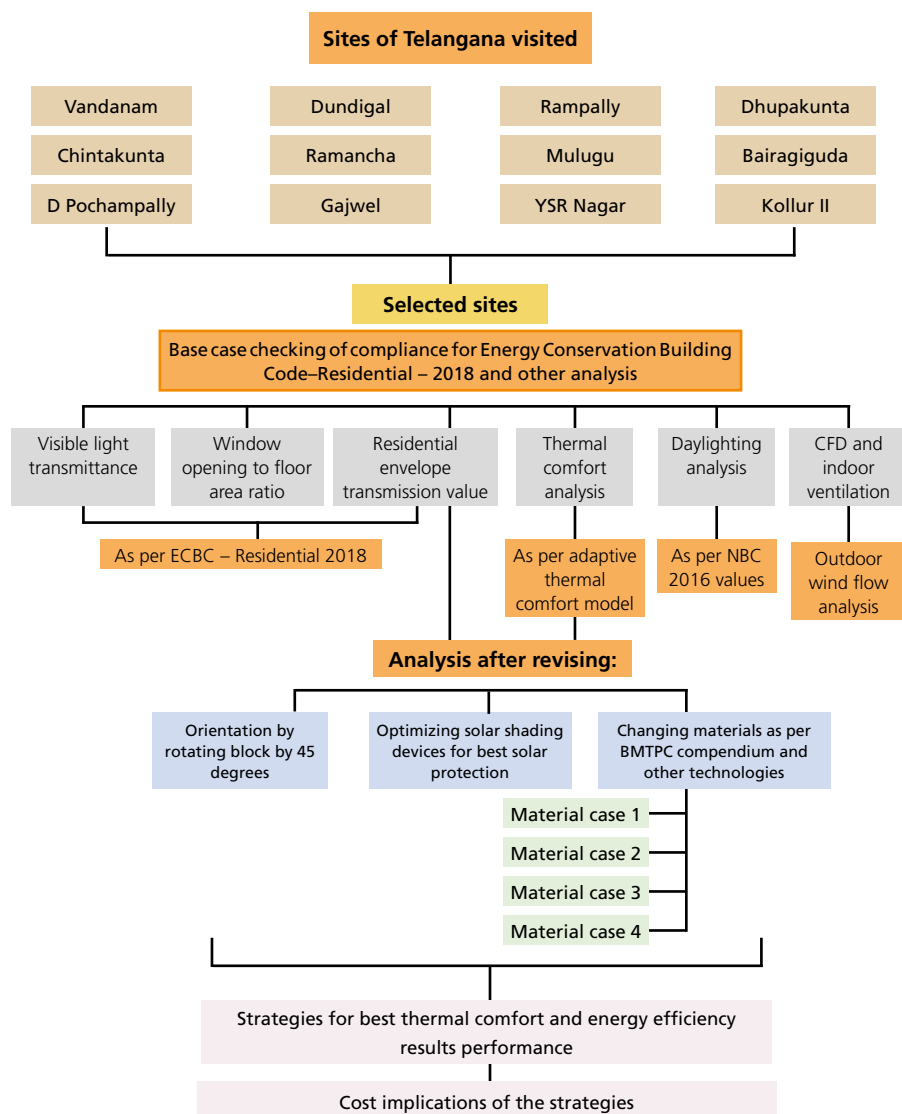 Sites of Telangana visited
Vandanam
Dundigal
Rampally
Dhupakunta
Chintakunta
Ramancha
Mulugu
Bairagiguda
D Pochampally
Gajwel
YSR Nagar
Kollur II
Selected sites
Base case checking of compliance for Energy Conservation Building
Code–Residential – 2018 and other analysis
Visible light
transmittance
Window
opening to floor
area ratio
Residential
envelope
transmission value
Thermal
comfort
analysis
Daylighting
analysis
CFD and
indoor
ventilation
As per ECBC – Residential 2018
As per adaptive
thermal
comfort model
As per NBC
2016 values
Outdoor
wind flow
analysis
Analysis after revising:
Orientation by
rotating block by 45
degrees
Optimizing solar shading
devices for best solar
protection
Changing materials as per
BMTPC compendium and
other technologies
Material case 1
Material case 2
Material case 3
Material case 4
Strategies for best thermal comfort and energy efficiency
results performance
Cost implications of the strategies